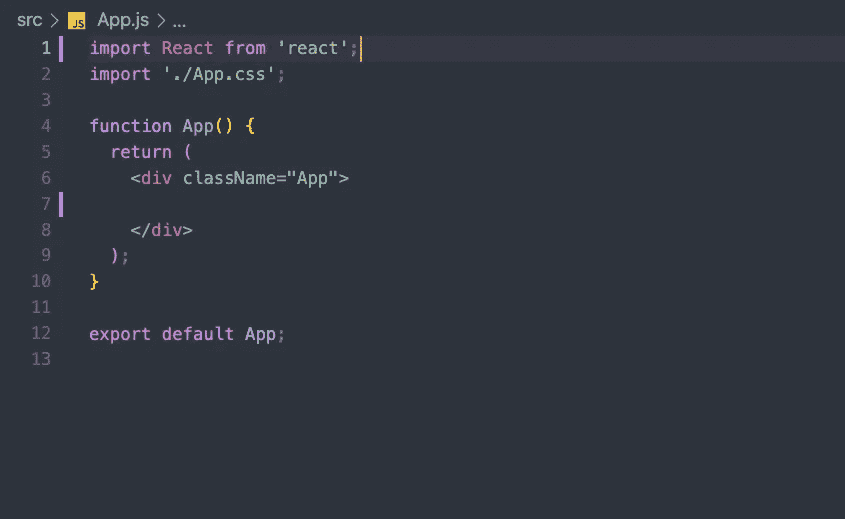 src > JS App.js > ...
1 import React from 'react';
2 import './App.css';
3
4 function App() {
5   return (
6     <div className="App">
7
8     </div>
9   );
10 }
11
12 export default App;
13